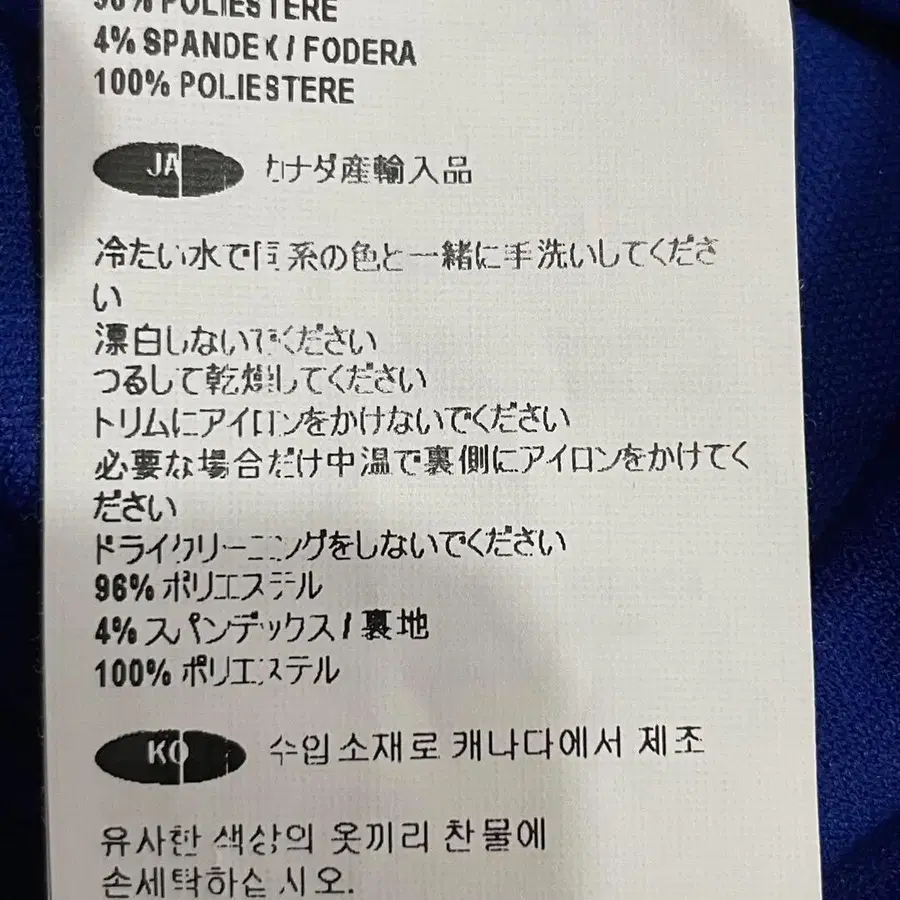 96% POLIESTERE
4% SPANDEX / FODERA
100% POLIESTERE
JA カナダ産輸入品
冷たい水で同系の色と一緒に手洗いしてくださ
い
漂白しないでください
つるして乾燥してください
トリムにアイロンをかけないでください
必要な場合だけ中温で裏側にアイロンをかけてく
ださい
ドライクリーニングをしないでください
96% ポリエステル
4% スパンデックス / 裏地
100% ポリエステル
KO 수입 소재로 캐나다에서 제조
유사한 색상의 옷끼리 찬물에
손세탁하십시오.